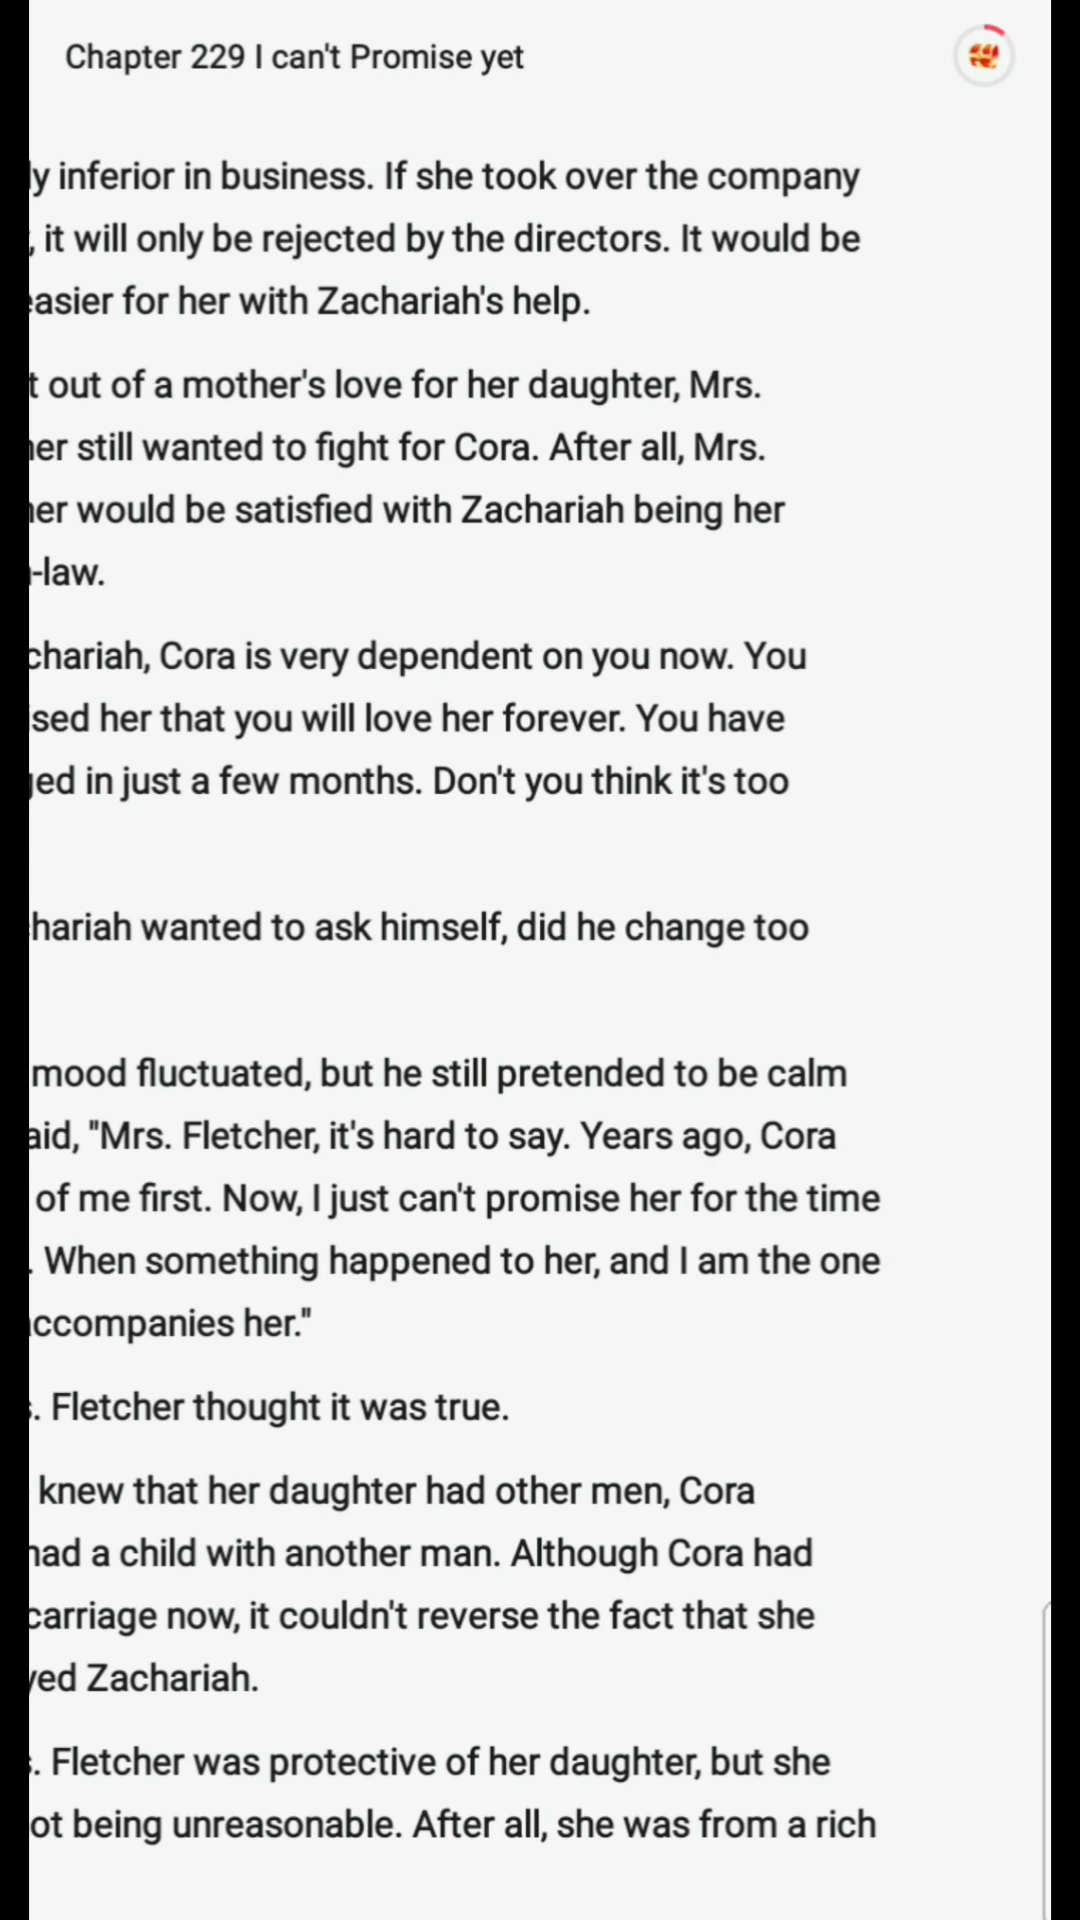 Chapter 229 I can't Promise yet
inferior in business. If she took over the company
, it will only be rejected by the directors. It would be
easier for her with Zachariah's help.
out of a mother's love for her daughter, Mrs.
still wanted to fight for Cora. After all, Mrs.
would be satisfied with Zachariah being her
-law.
chariah, Cora is very dependent on you now. You
sed her that you will love her forever. You have
ged in just a few months. Don't you think it's too
hariah wanted to ask himself, did he change too
mood fluctuated, but he still pretended to be calm
aid, "Mrs. Fletcher, it's hard to say. Years ago, Cora
of me first. Now, I just can't promise her for the time
. When something happened to her, and I am the one
accompanies her."
s. Fletcher thought it was true.
knew that her daughter had other men, Cora
had a child with another man. Although Cora had
carriage now, it couldn't reverse the fact that she
yed Zachariah.
s. Fletcher was protective of her daughter, but she
ot being unreasonable. After all, she was from a rich